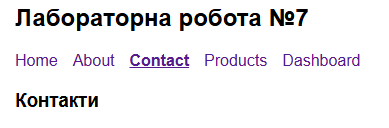 Лабораторна робота №7
Home About Contact Products Dashboard
Контакти